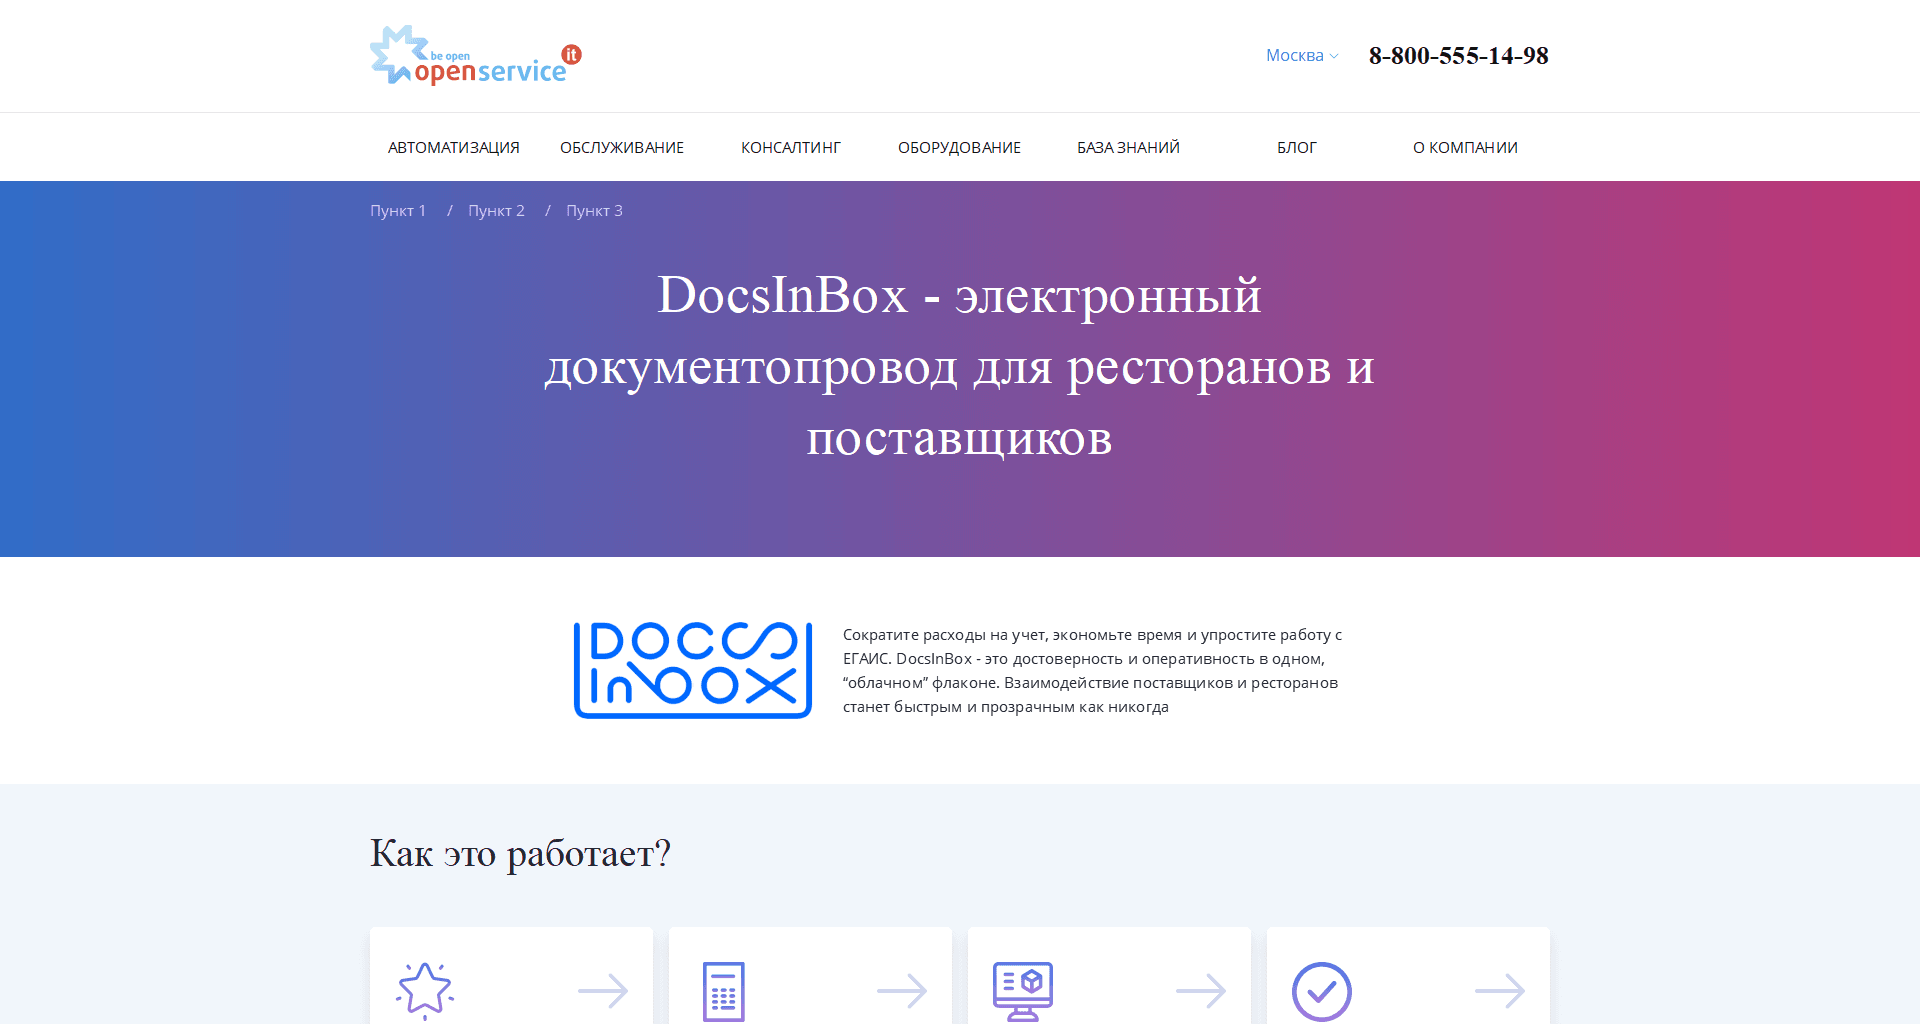 be open
openservice it
Москва
8-800-555-14-98
АВТОМАТИЗАЦИЯ ОБСЛУЖИВАНИЕ КОНСАЛТИНГ ОБОРУДОВАНИЕ БАЗА ЗНАНИЙ БЛОГ О КОМПАНИИ
Пункт 1 / Пункт 2 / Пункт 3
DocsInBox - электронный
документопровод для ресторанов и
поставщиков
DOCS
InBOX
Сократите расходы на учет, экономьте время и упростите работу с
ЕГАИС. DocsInBox - это достоверность и оперативность в одном,
“облачном” флаконе. Взаимодействие поставщиков и ресторанов
станет быстрым и прозрачным как никогда
Как это работает?